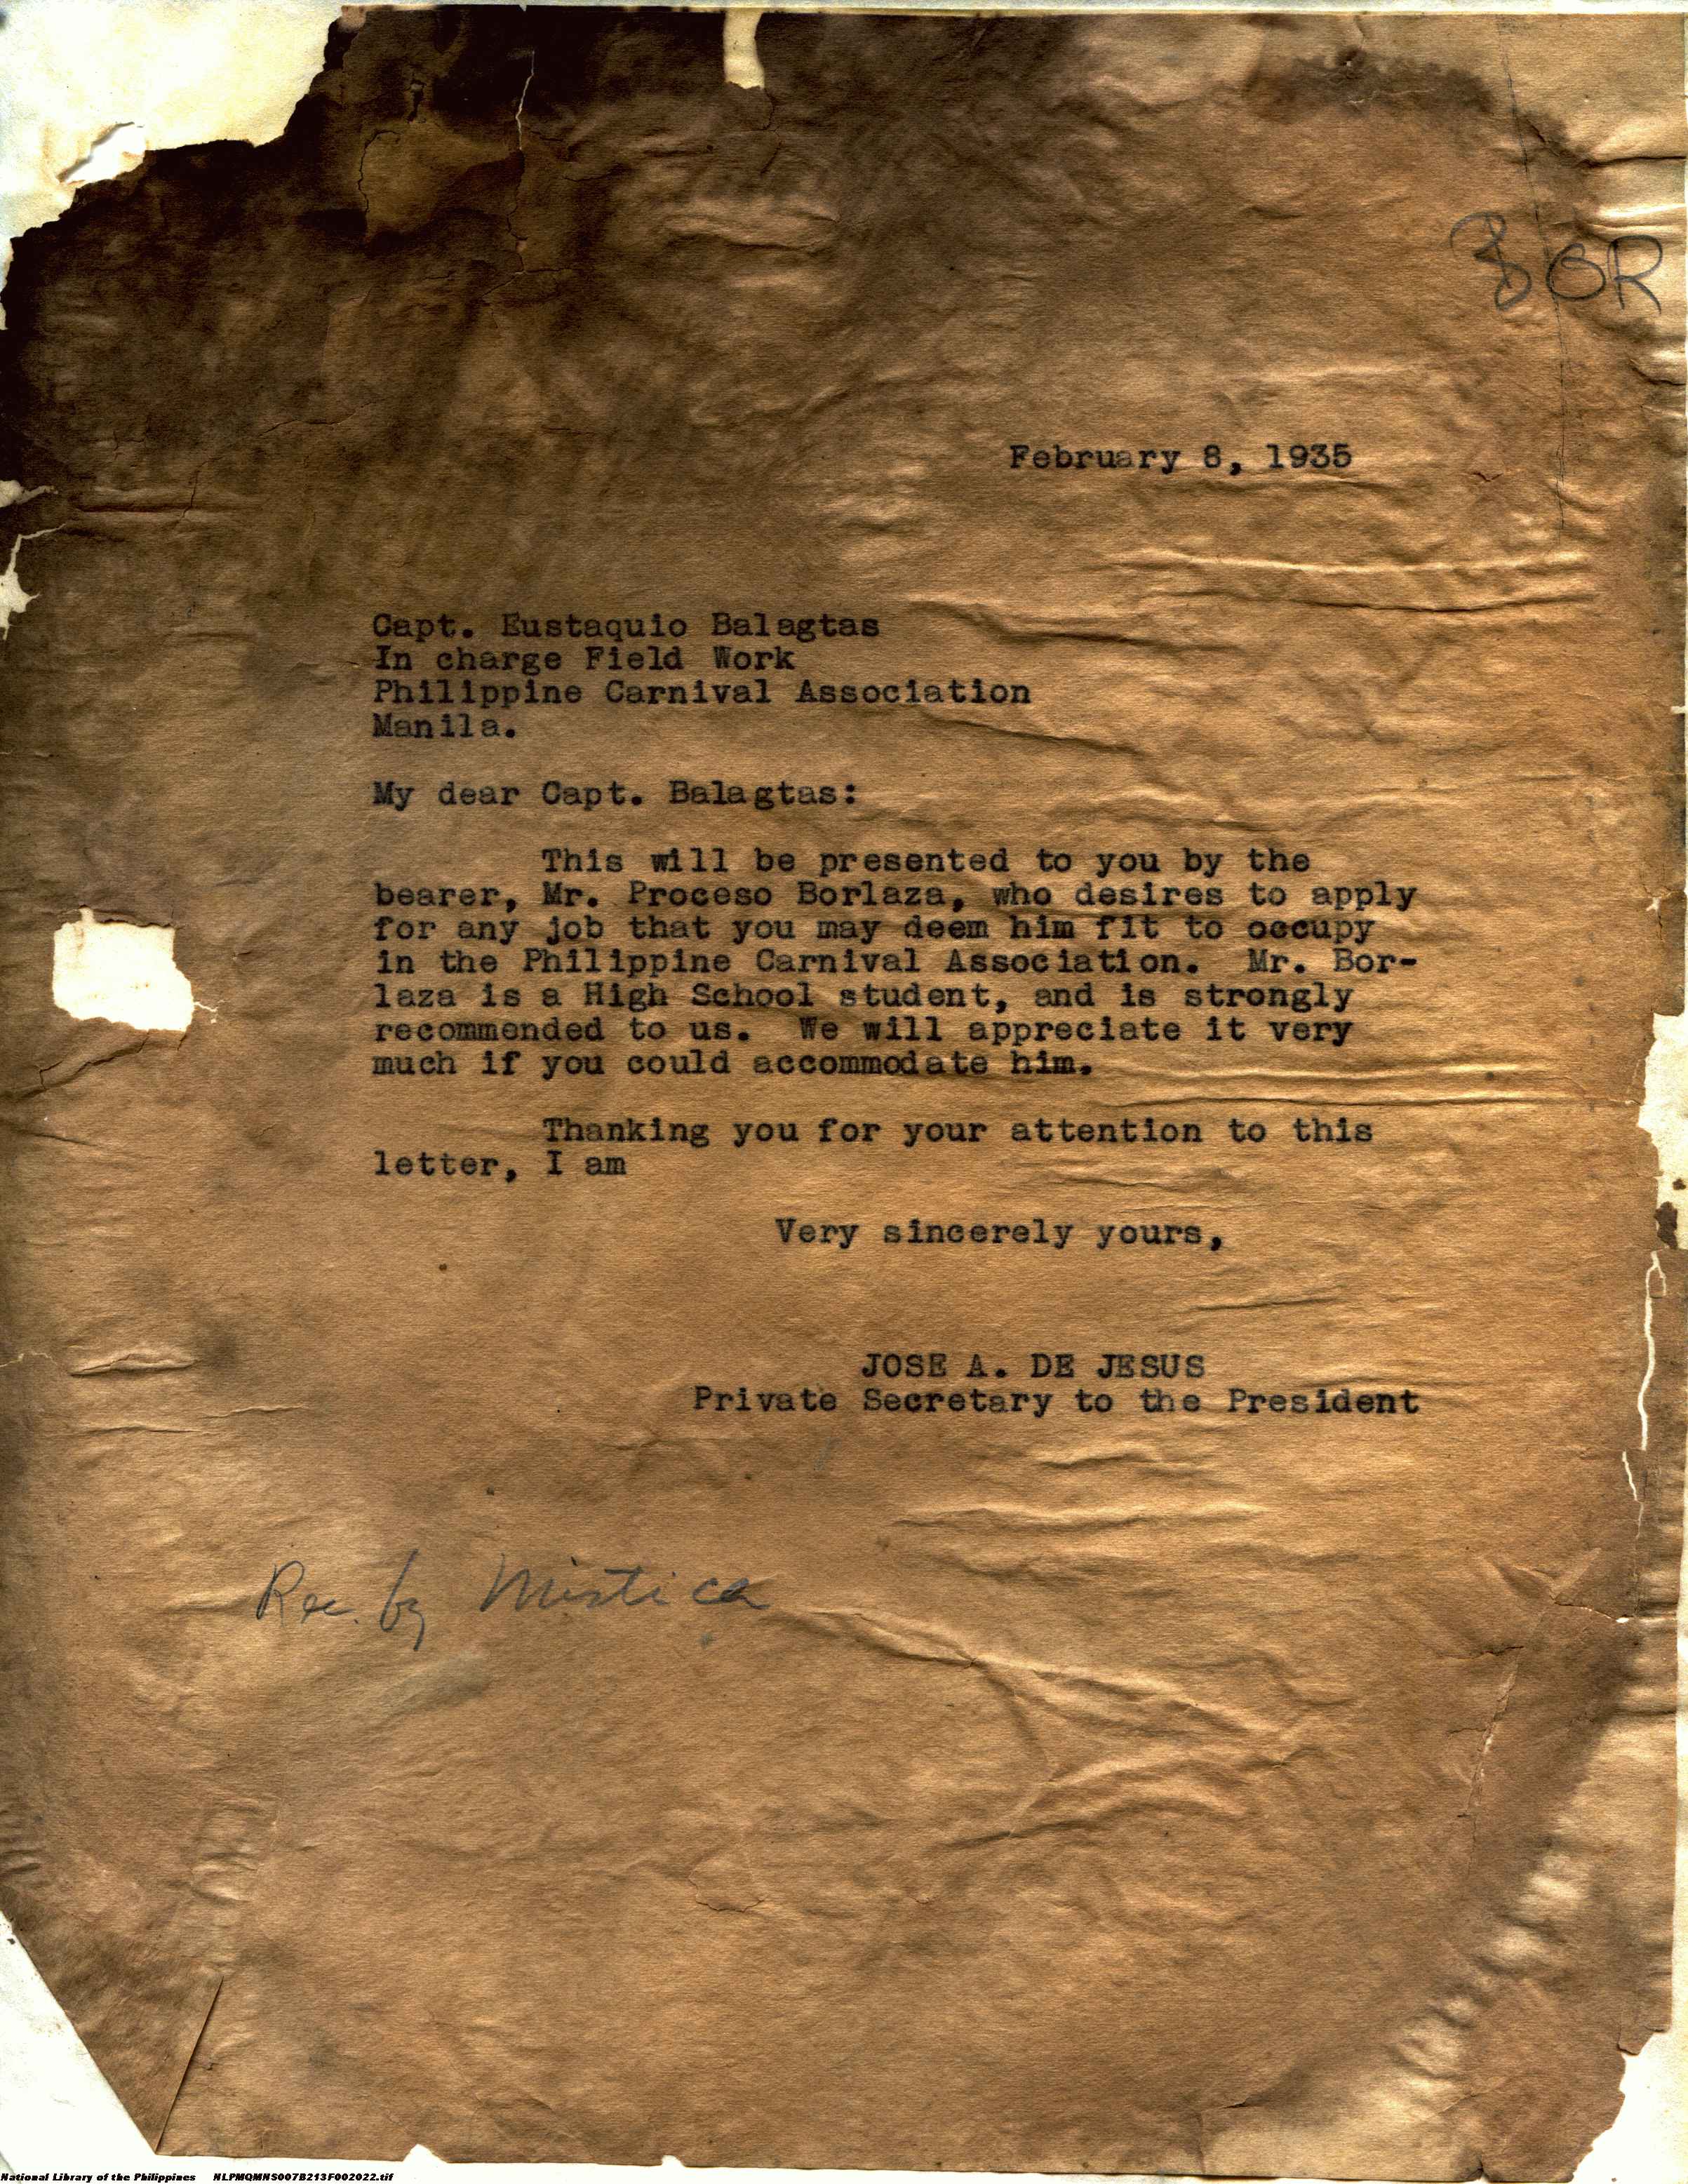 BOR
February 8, 1935
Capt. Eustaquio Balagtas
In charge Field Work
Philippine Carnival Association
Manila.
My dear Capt. Balagtas:
This will be presented to you by the
bearer, Mr. Proceso Borlaza, who desires to apply
for any job that you may deem him fit to occupy
in the Philippine Carnival Association. Mr. Bor-
laza is a High School student, and is strongly
recommended to us. We will appreciate it very
much if you could accommodate him.
Thanking you for your attention to this
letter, I am
Very sincerely yours,
JOSE A. DE JESUS
Private Secretary to the President
Rec. by Mistica
National Library of the Philippines NLPMQMNS007B213F002022.tif